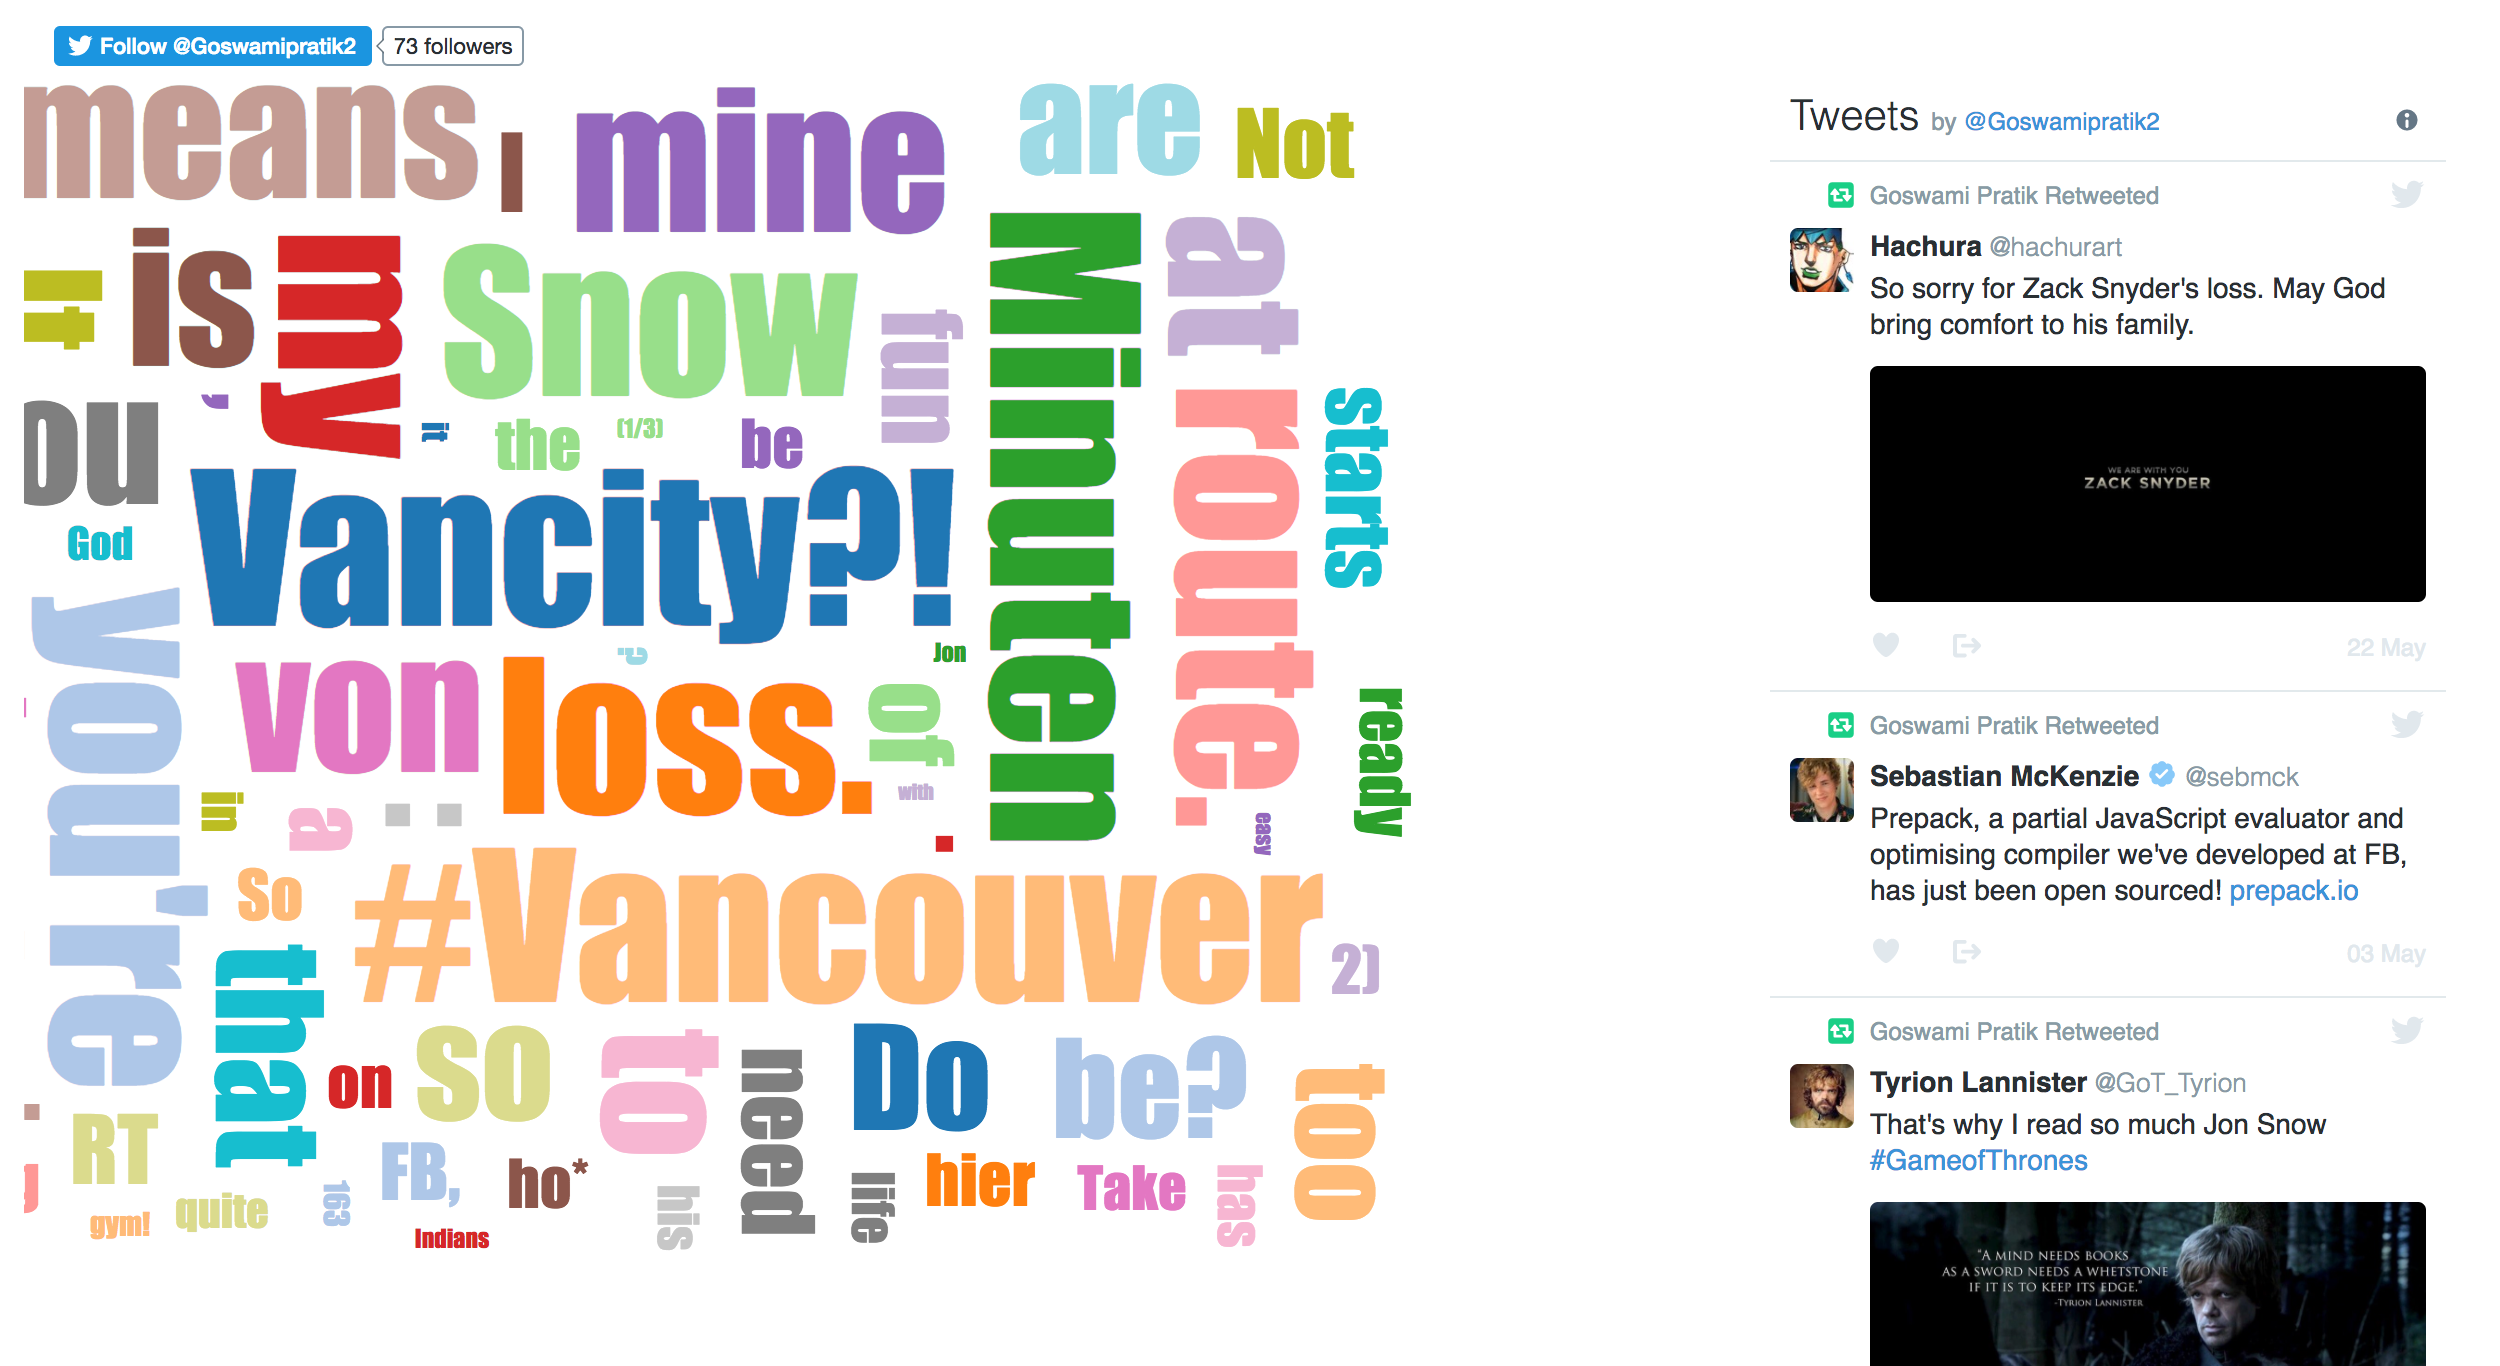 Follow @Goswamipratik2
73 followers
means
I
mine
are
Not
It
is
my
Snow
fun
Minuten
at
route.
starts
ou
,
it
the
(1/3)
be
God
Vancity?!
you're
?
Jon
von
loss.
of
with
ready
in
a
:
.
easy
So
#Vancouver
2)
that
on
so
to
need
Do
be?
too
RT
FB,
ho*
his
life
hier
Take
has
gym!
quite
163
Indians
Tweets by @Goswamipratik2
Goswami Pratik Retweeted
Hachura @hachurart
So sorry for Zack Snyder's loss. May God
bring comfort to his family.
WE ARE WITH YOU
ZACK SNYDER
22 May
Goswami Pratik Retweeted
Sebastian McKenzie @sebmck
Prepack, a partial JavaScript evaluator and
optimising compiler we've developed at FB,
has just been open sourced! prepack.io
03 May
Goswami Pratik Retweeted
Tyrion Lannister @GoT_Tyrion
That's why I read so much Jon Snow
#GameofThrones
"A MIND NEEDS BOOKS
AS A SWORD NEEDS A WHETSTONE
IF IT IS TO KEEP ITS EDGE."
-TYRION LANNISTER